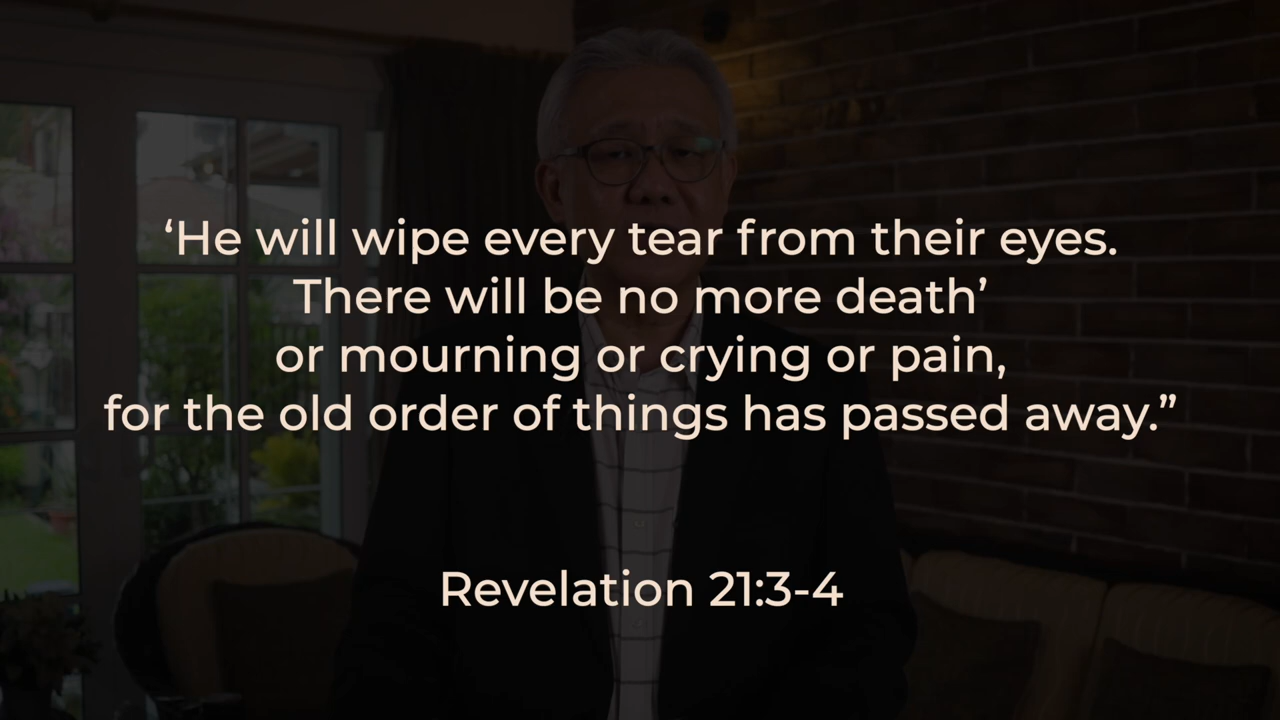 ‘He will wipe every tear from their eyes.
There will be no more death’
or mourning or crying or pain,
for the old order of things has passed away.”
Revelation 21:3-4